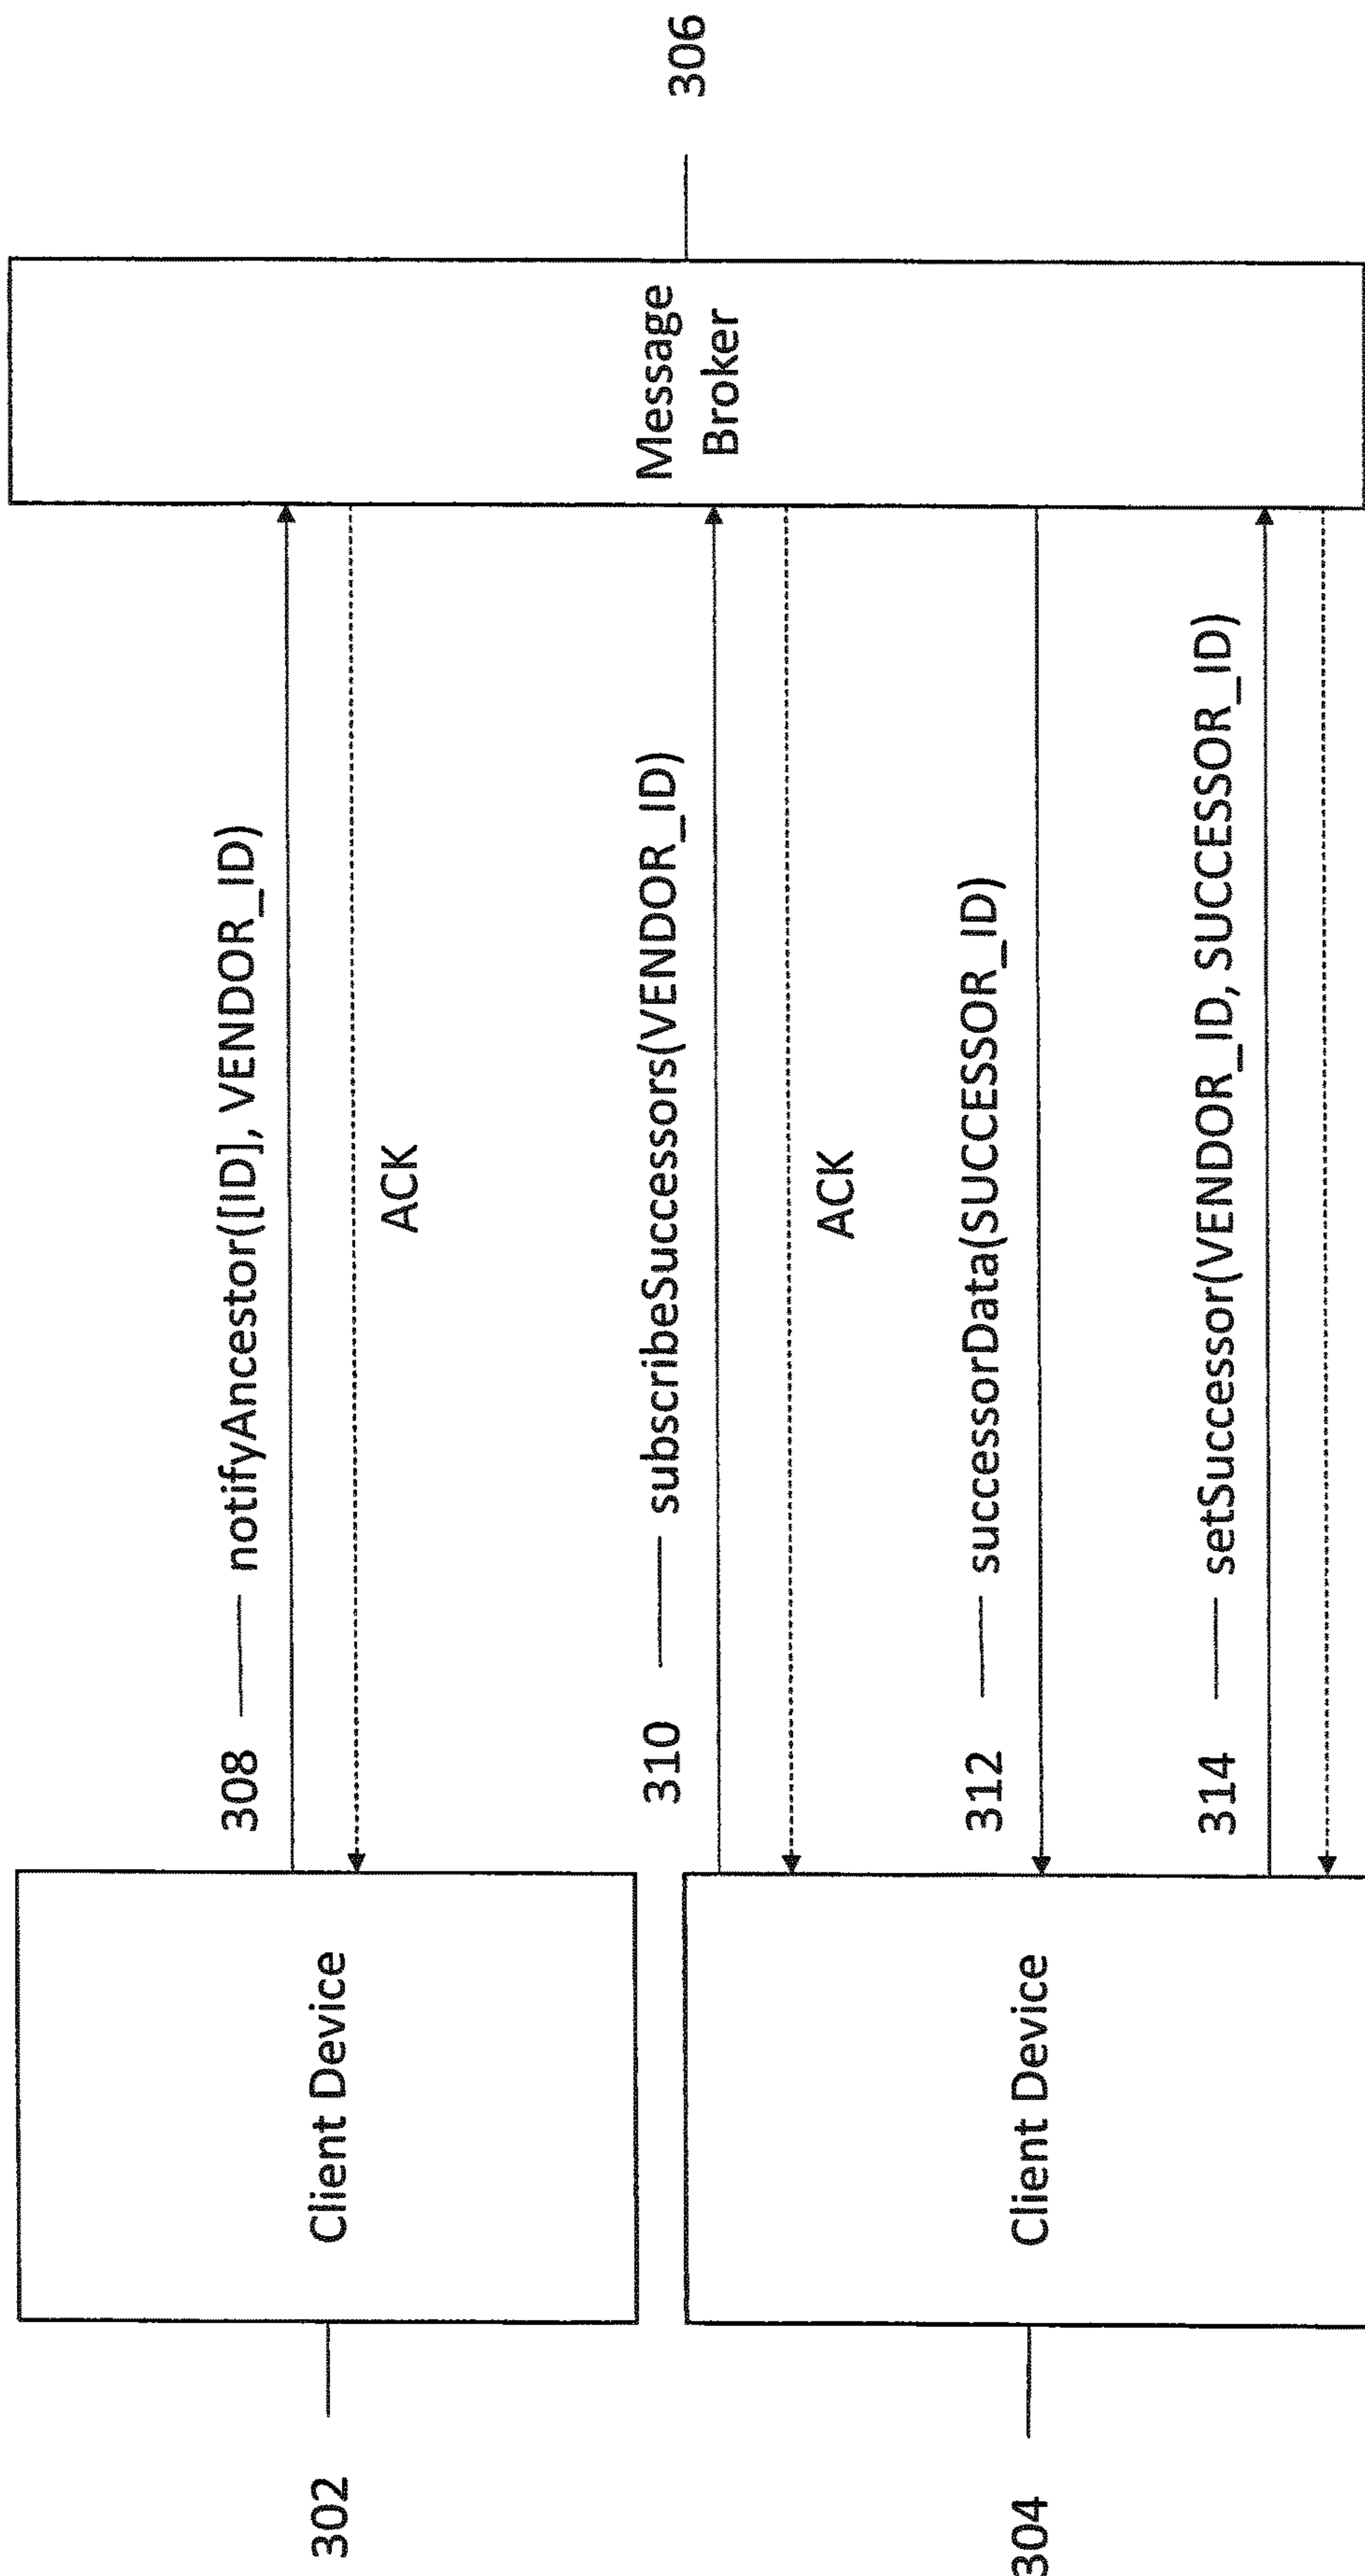 302
Client Device
308
notifyAncestor([ID], VENDOR_ID)
ACK
304
Client Device
310
subscribeSuccessors(VENDOR_ID)
ACK
312
successorData(SUCCESSOR_ID)
314
setSuccessor(VENDOR_ID, SUCCESSOR_ID)
Message
Broker
306